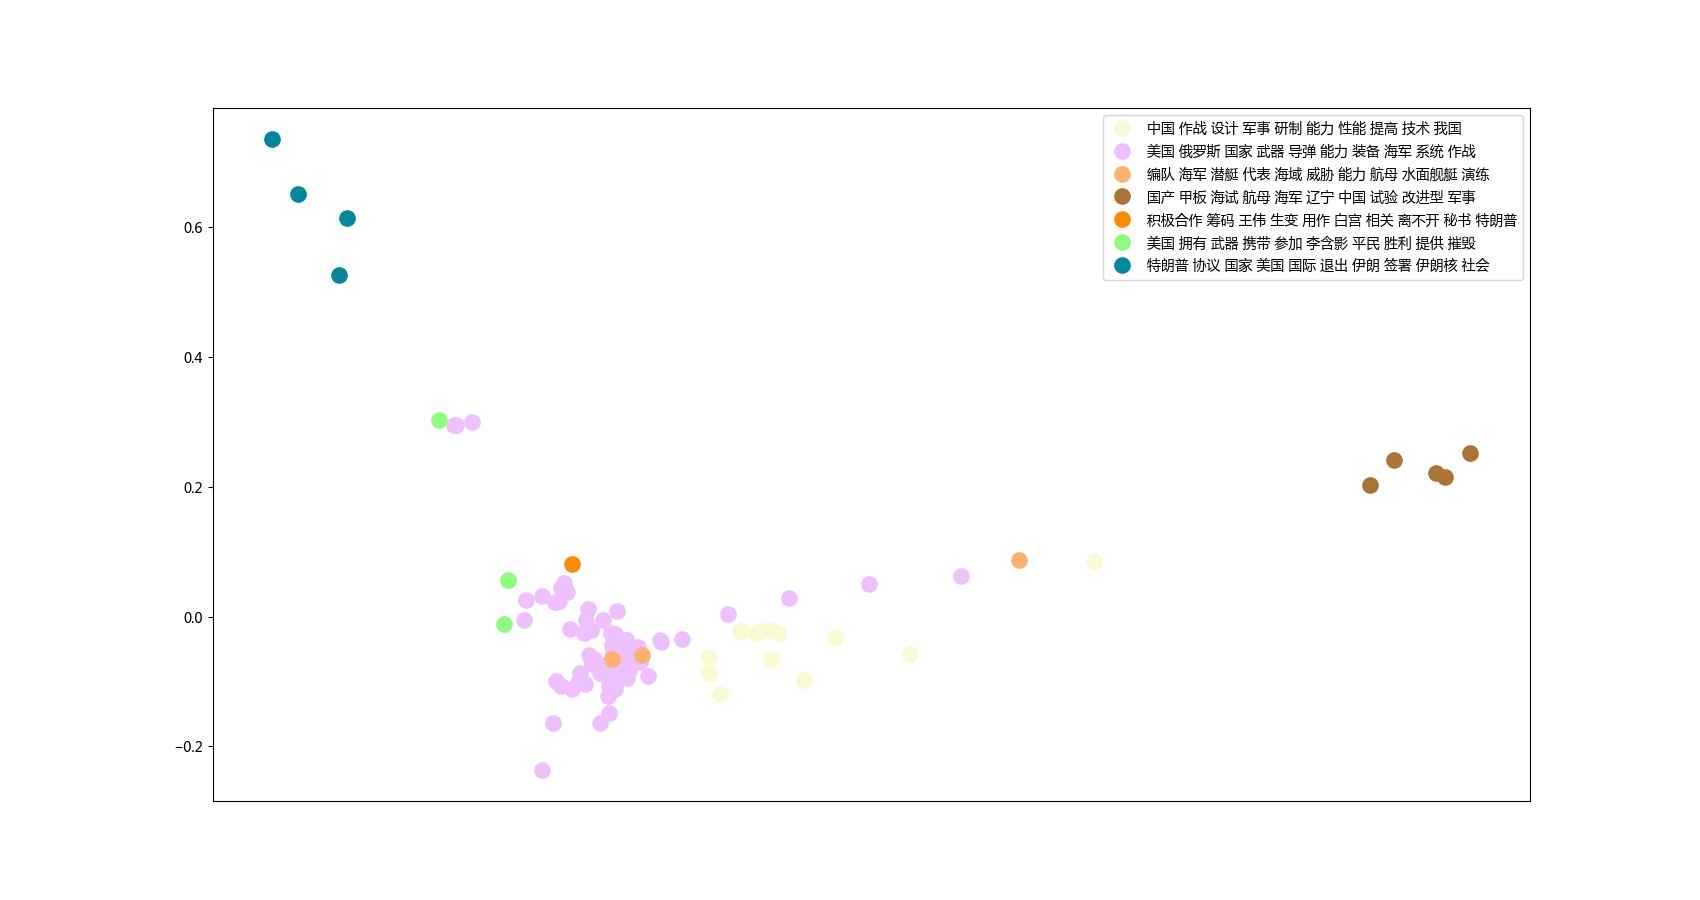 中国 作战 设计 军事 研制 能力 性能 提高 技术 我国
美国 俄罗斯 国家 武器 导弹 能力 装备 海军 系统 作战
编队 海军 潜艇 代表 海域 威胁 能力 航母 水面舰艇 演练
国产 甲板 海试 航母 海军 辽宁 中国 试验 改进型 军事
积极合作 筹码 王伟 生变 用作 白宫 相关 离不开 秘书 特朗普
美国 拥有 武器 携带 参加 李含影 平民 胜利 提供 摧毁
特朗普 协议 国家 美国 国际 退出 伊朗 签署 伊朗核 社会
0.6
0.4
0.2
0.0
−0.2